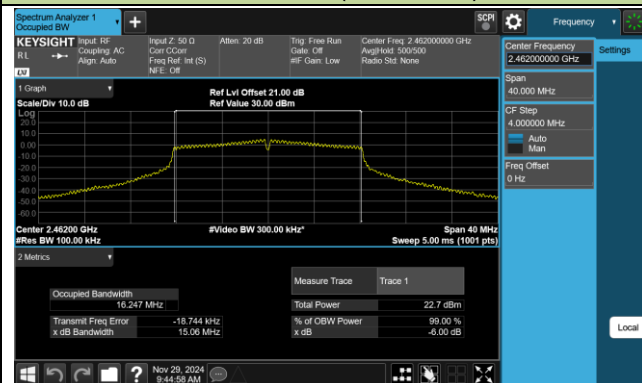 Spectrum Analyzer 1
Occupied BW
SCPI
Frequency
KEYSIGHT
RL
LXI
Input: RF
Coupling: AC
Align: Auto
Input Z: 50 Ω
Corr CCorr
Freq Ref: Int (S)
NFE: Off
Atten: 20 dB
Trig: Free Run
Gate: Off
#IF Gain: Low
Center Freq: 2.462000000 GHz
Avg|Hold: 500/500
Radio Std: None
Center Frequency
2.462000000 GHz
Settings
Span
40.000 MHz
CF Step
4.000000 MHz
Auto
Man
Freq Offset
0 Hz
Local
1 Graph
Scale/Div 10.0 dB
Ref Lvl Offset 21.00 dB
Ref Value 30.00 dBm
Log
20.0
10.0
0.00
-10.0
-20.0
-30.0
-40.0
-50.0
-60.0
Center 2.46200 GHz
#Video BW 300.00 kHz*
Span 40 MHz
#Res BW 100.00 kHz
Sweep 5.00 ms (1001 pts)
2 Metrics
Measure Trace
Trace 1
Occupied Bandwidth
16.247 MHz
Total Power
22.7 dBm
Transmit Freq Error
-18.744 kHz
% of OBW Power
99.00 %
x dB Bandwidth
15.06 MHz
x dB
-6.00 dB
?
Nov 29, 2024
9:44:58 AM